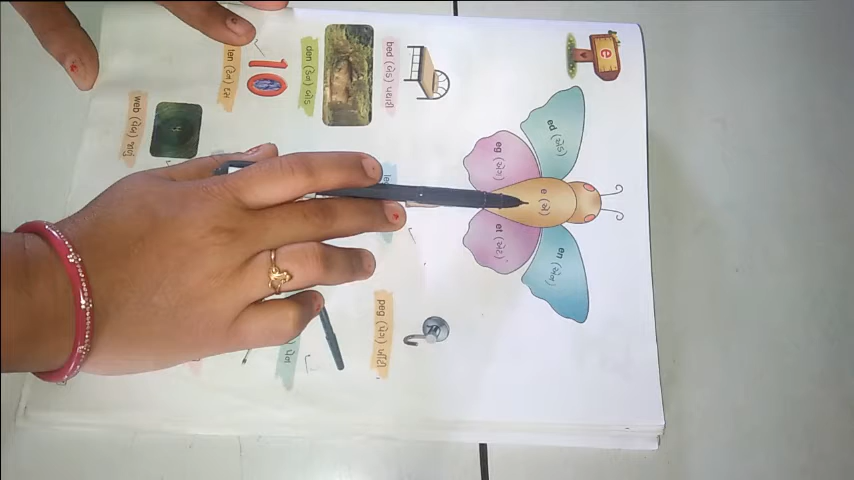 e
ed (એડ)
eg (એગ)
e (એ)
et (એટ)
en (એન)
bed (બેડ) પલંગ
den (ડેન) બોડ
ten (ટેન) દસ
10
web (વેબ) જાળું
peg (પેગ) ખીંટી
પેન